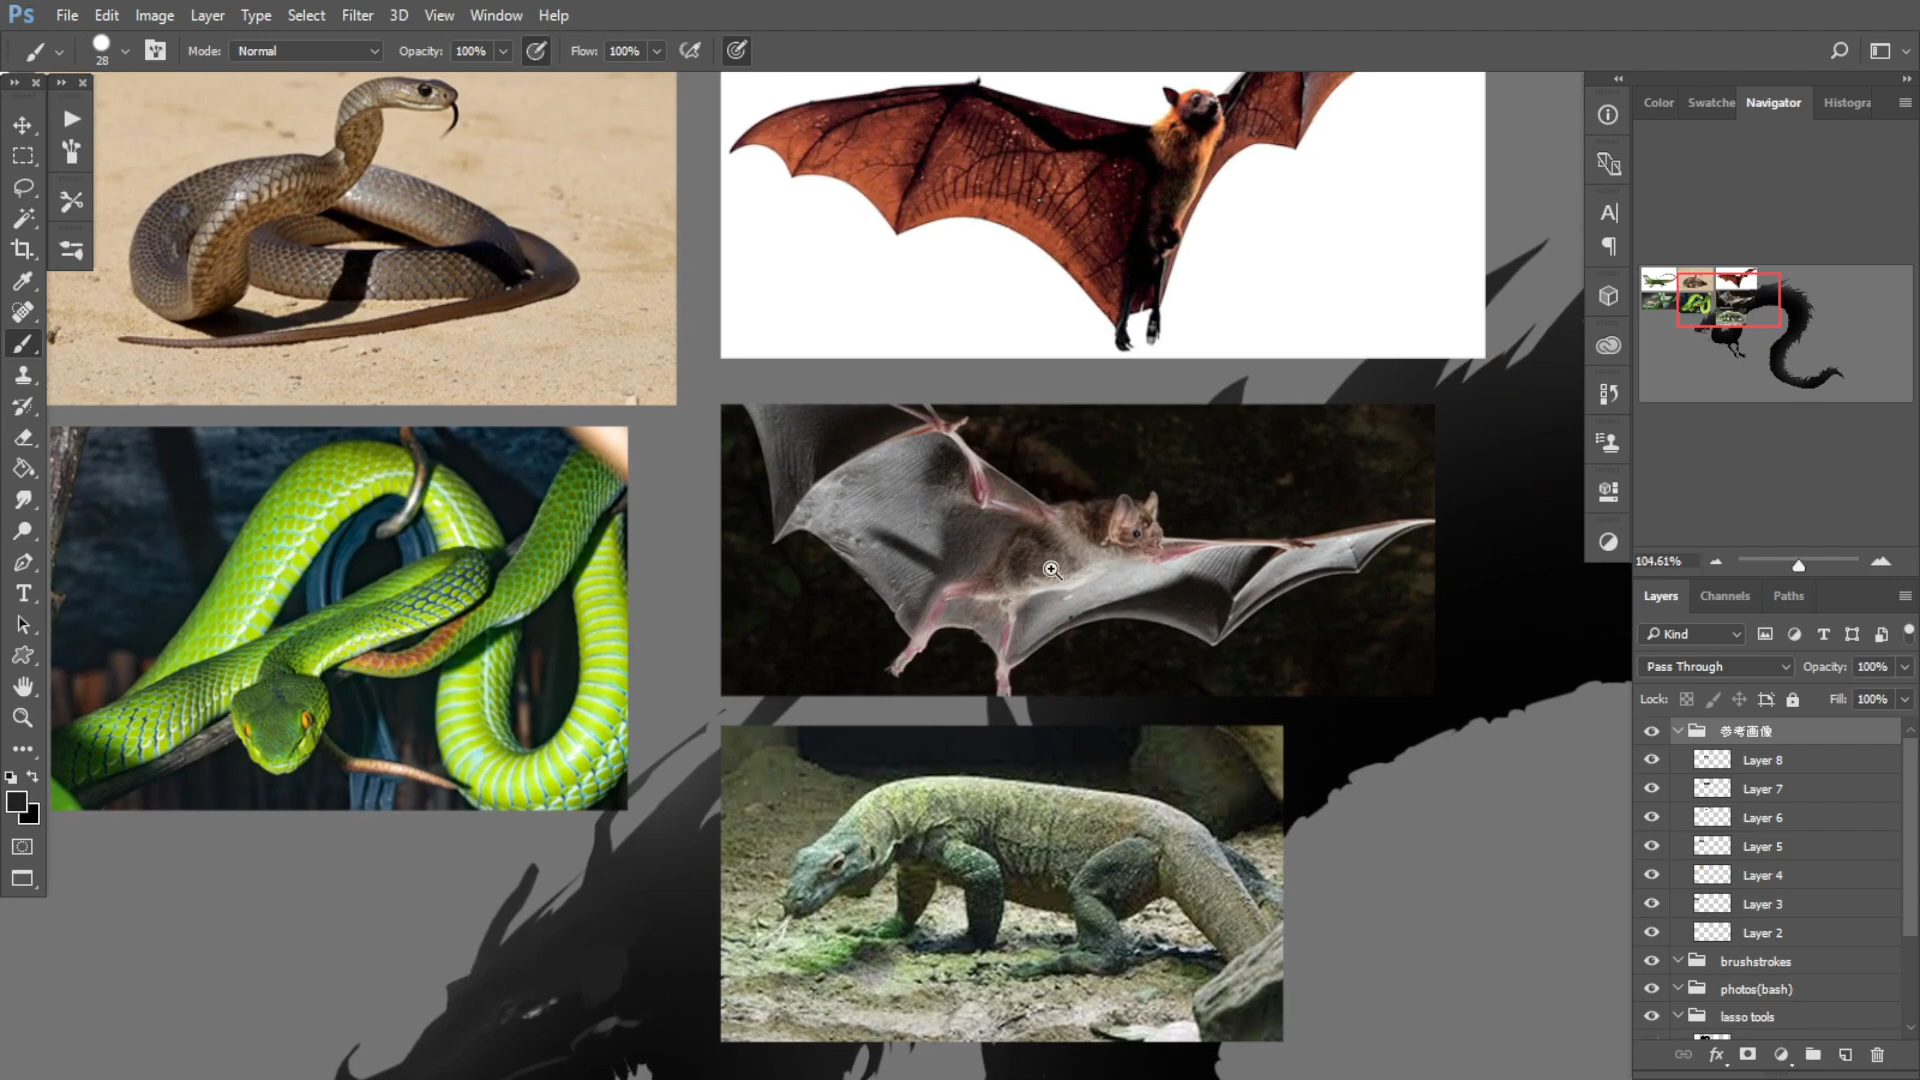 Ps File Edit Image Layer Type Select Filter 3D View Window Help
28 Mode: Normal Opacity: 100% Flow: 100%
Color Swatche Navigator Histogra
104.61%
Layers Channels Paths
Kind
Pass Through Opacity: 100%
Lock: Fill: 100%
参考画像
Layer 8
Layer 7
Layer 6
Layer 5
Layer 4
Layer 3
Layer 2
brushstrokes
photos(bash)
lasso tools
fx